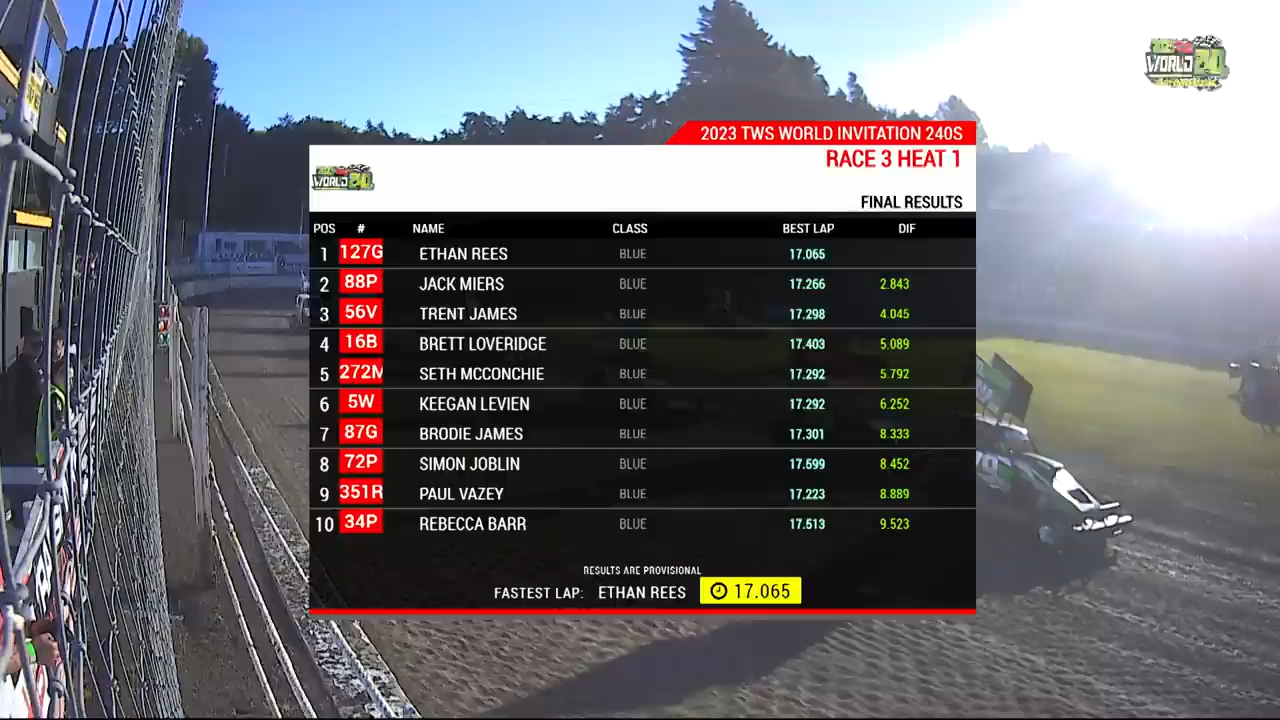 WORLD 240
2023 TWS WORLD INVITATION 240S
RACE 3 HEAT 1
WORLD 240
FINAL RESULTS
POS # NAME CLASS BEST LAP DIF
1 127G ETHAN REES BLUE 17.065
2 88P JACK MIERS BLUE 17.266 2.843
3 56V TRENT JAMES BLUE 17.298 4.045
4 16B BRETT LOVERIDGE BLUE 17.403 5.089
5 272M SETH MCCONCHIE BLUE 17.292 5.792
6 5W KEEGAN LEVIEN BLUE 17.292 6.252
7 87G BRODIE JAMES BLUE 17.301 8.333
8 72P SIMON JOBLIN BLUE 17.599 8.452
9 351R PAUL VAZEY BLUE 17.223 8.889
10 34P REBECCA BARR BLUE 17.513 9.523
RESULTS ARE PROVISIONAL
FASTEST LAP: ETHAN REES 17.065